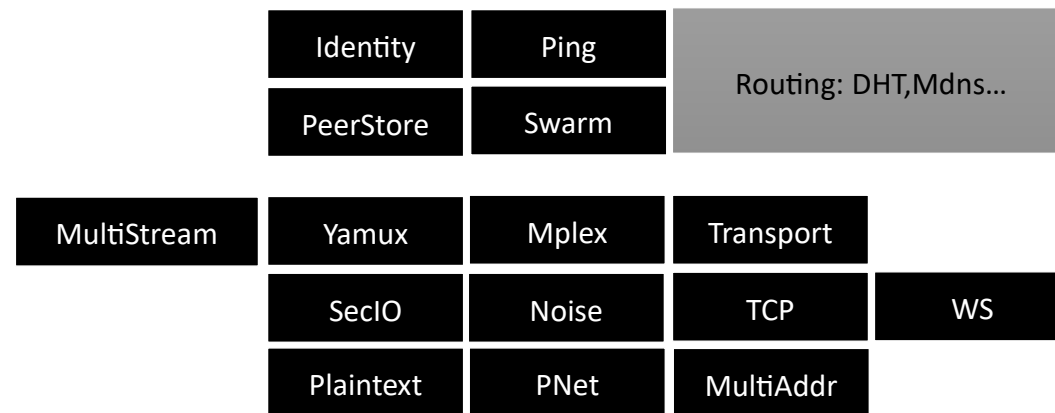 Identity
Ping
Routing: DHT,Mdns...
PeerStore
Swarm
MultiStream
Yamux
Mplex
Transport
SecIO
Noise
TCP
WS
Plaintext
PNet
MultiAddr